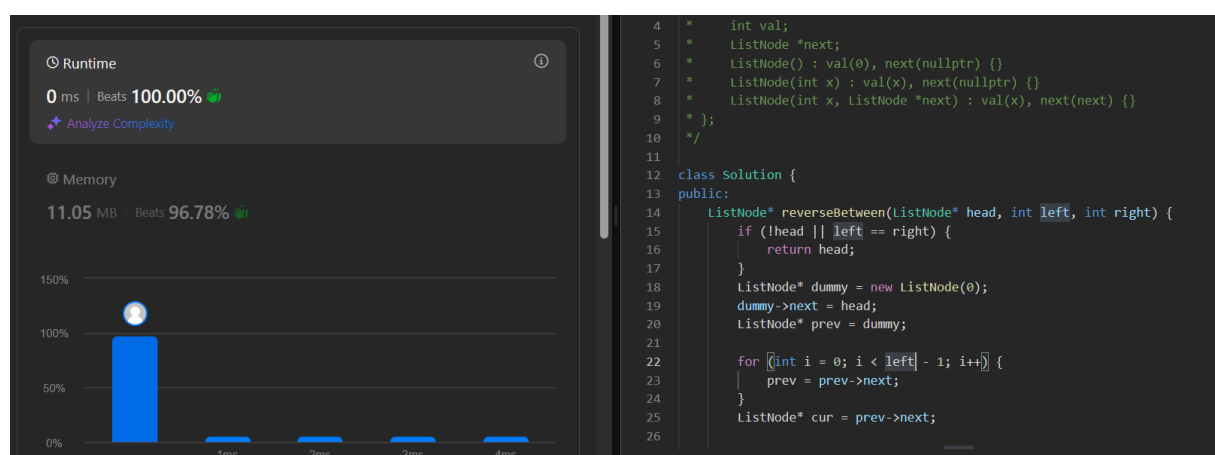 Runtime
0 ms | Beats 100.00%
Analyze Complexity
Memory
11.05 MB | Beats 96.78%
150%
100%
50%
0%
1ms 2ms 3ms 4ms
4 * int val;
5 * ListNode *next;
6 * ListNode() : val(0), next(nullptr) {}
7 * ListNode(int x) : val(x), next(nullptr) {}
8 * ListNode(int x, ListNode *next) : val(x), next(next) {}
9 * };
10 */
11
12 class Solution {
13 public:
14 ListNode* reverseBetween(ListNode* head, int left, int right) {
15 if (!head || left == right) {
16 return head;
17 }
18 ListNode* dummy = new ListNode(0);
19 dummy->next = head;
20 ListNode* prev = dummy;
21
22 for (int i = 0; i < left - 1; i++) {
23 prev = prev->next;
24 }
25 ListNode* cur = prev->next;
26